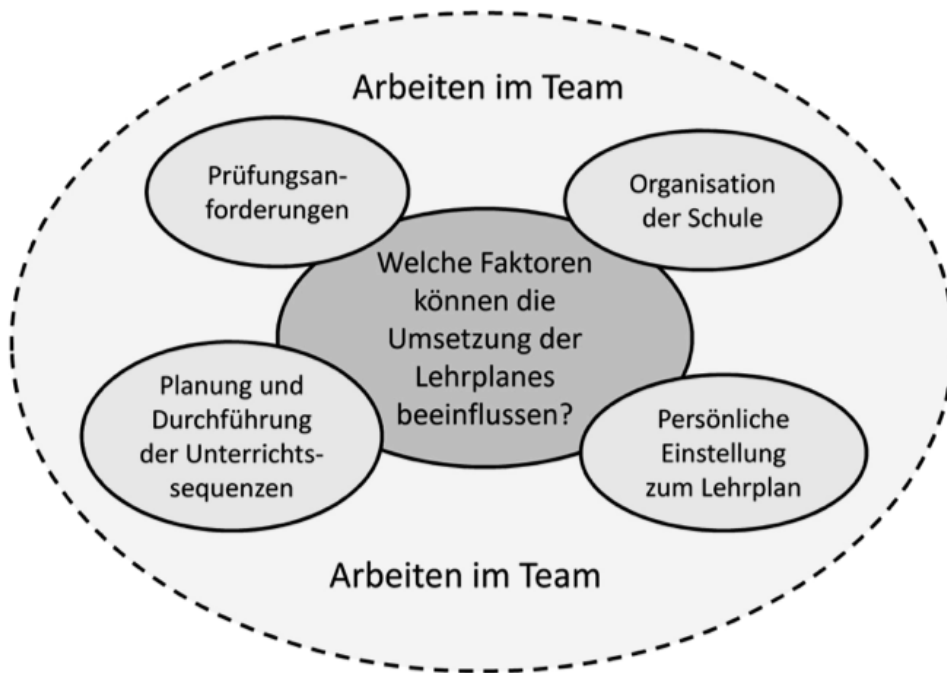 Arbeiten im Team
Prüfungsan-
forderungen
Organisation
der Schule
Welche Faktoren
können die
Umsetzung der
Lehrplanes
beeinflussen?
Planung und
Durchführung
der Unterrichts-
sequenzen
Persönliche
Einstellung
zum Lehrplan
Arbeiten im Team